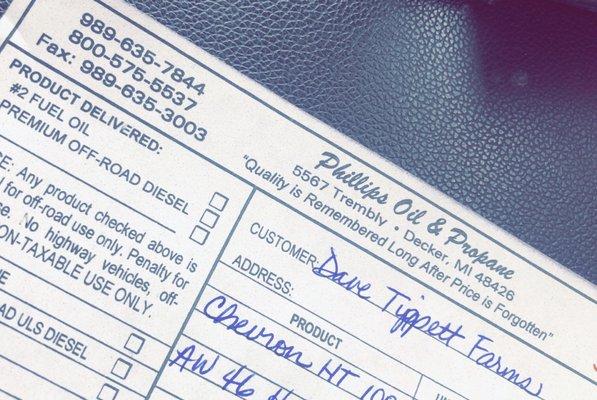 989-635-7844
800-575-5537
Fax: 989-635-3003
PRODUCT DELIVERED:
#2 FUEL OIL
PREMIUM OFF-ROAD DIESEL
Any product checked above is
for off-road use only. Penalty for
No highway vehicles, off-
USE ONLY.
ULS DIESEL
Phillips Oil & Propane
5567 Trembly • Decker, MI 48426
"Quality is Remembered Long After Price is Forgotten"
CUSTOMER: Dave Tippett Farms
ADDRESS:
PRODUCT
Chevron HT
AW 46